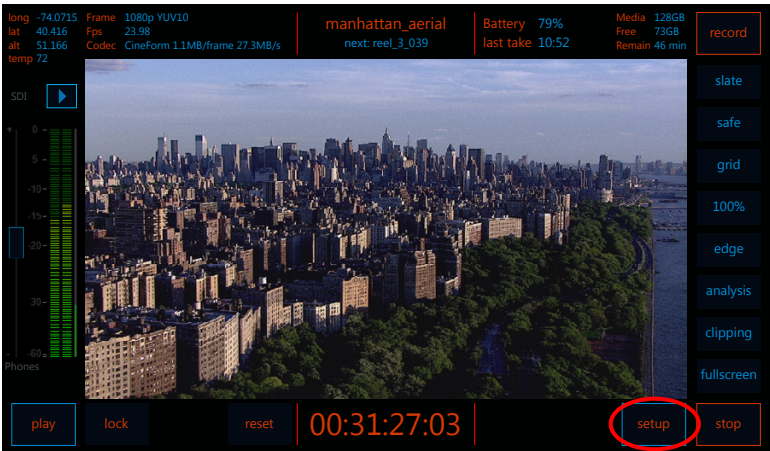 long -74.0715
lat 40.416
alt 51.166
temp 72
Frame 1080p YUV10
Fps 23.98
Codec CineForm 1.1MB/frame 27.3MB/s
manhattan_aerial
next: reel_3_039
Battery 79%
last take 10:52
Media 128GB
Free 73GB
Remain 46 min
record
SDI
+ 0 -
5 -
-10-
-15-
-20-
30-
- -60-
Phones
slate
safe
grid
100%
edge
analysis
clipping
fullscreen
play
lock
reset
00:31:27:03
setup
stop